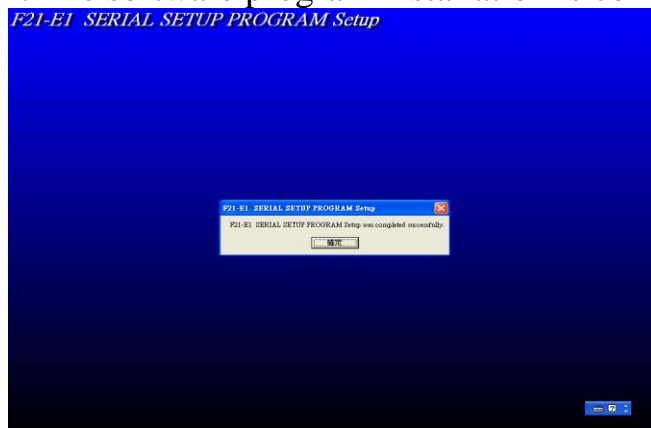 F21-E1 SERIAL SETUP PROGRAM Setup
F21-E1 SERIAL SETUP PROGRAM Setup
F21-E1 SERIAL SETUP PROGRAM Setup was completed successfully.
確定